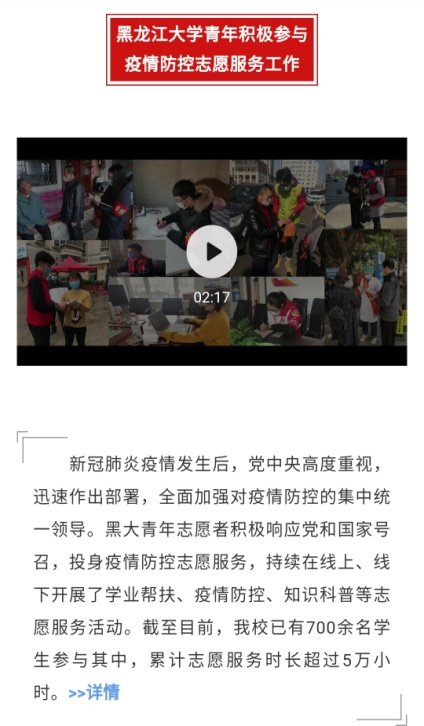 黑龙江大学青年积极参与
疫情防控志愿服务工作
02:17
新冠肺炎疫情发生后，党中央高度重视，
迅速作出部署，全面加强对疫情防控的集中统
一领导。黑大青年志愿者积极响应党和国家号
召，投身疫情防控志愿服务，持续在线上、线
下开展了学业帮扶、疫情防控、知识科普等志
愿服务活动。截至目前，我校已有700余名学
生参与其中，累计志愿服务时长超过5万小
时。>>详情